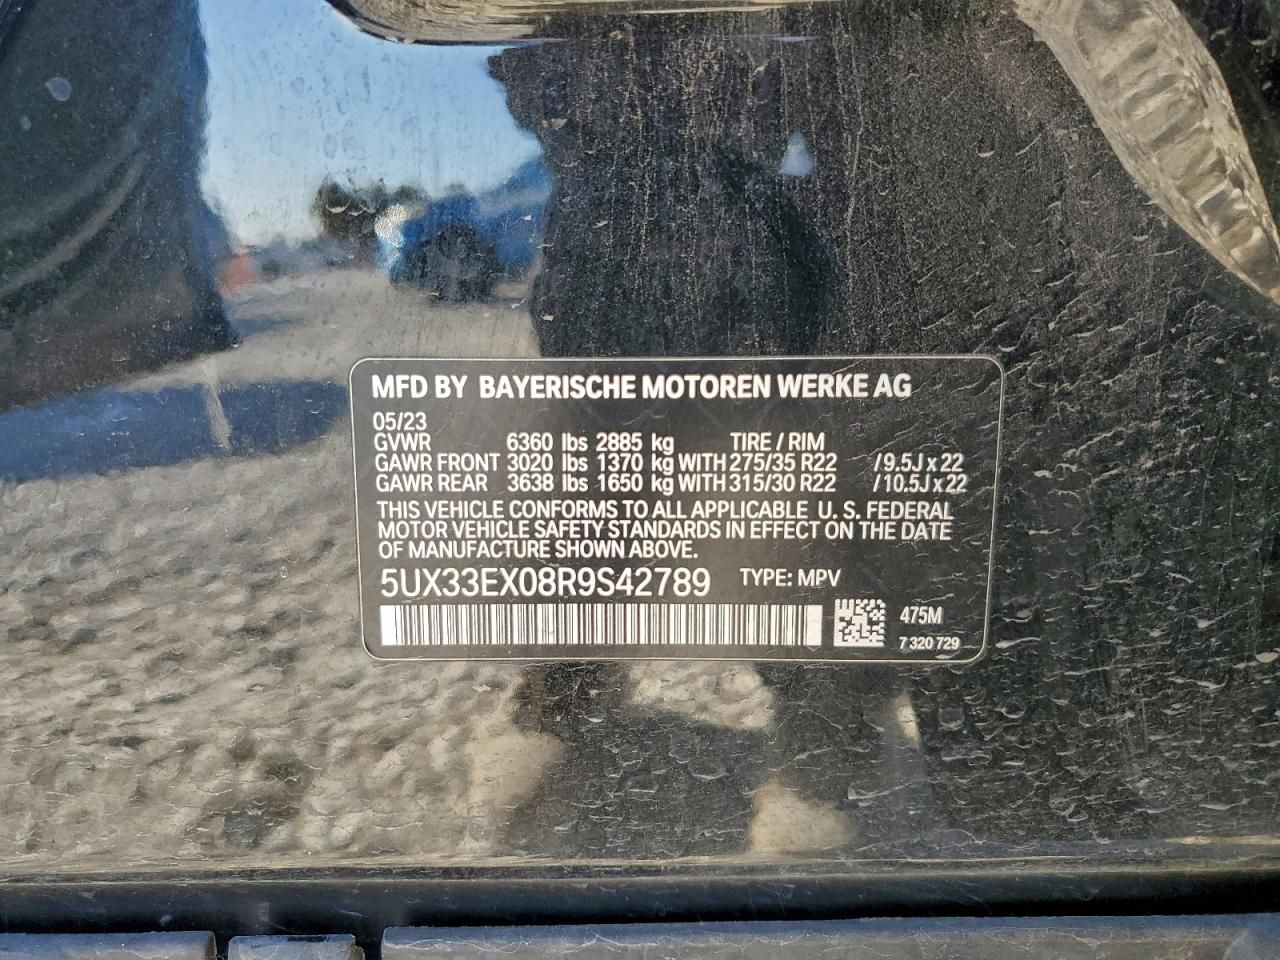 MFD BY BAYERISCHE MOTOREN WERKE AG
05/23
GVWR 6360 lbs 2885 kg TIRE / RIM
GAWR FRONT 3020 lbs 1370 kg WITH 275/35 R22 / 9.5J x 22
GAWR REAR 3638 lbs 1650 kg WITH 315/30 R22 / 10.5J x 22
THIS VEHICLE CONFORMS TO ALL APPLICABLE U. S. FEDERAL
MOTOR VEHICLE SAFETY STANDARDS IN EFFECT ON THE DATE
OF MANUFACTURE SHOWN ABOVE.
5UX33EX08R9S42789 TYPE: MPV
475M
7 320 729